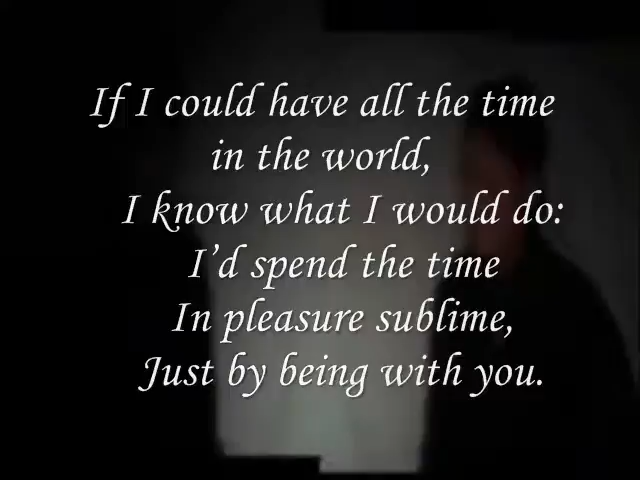 If I could have all the time
in the world,
I know what I would do:
I’d spend the time
In pleasure sublime,
Just by being with you.